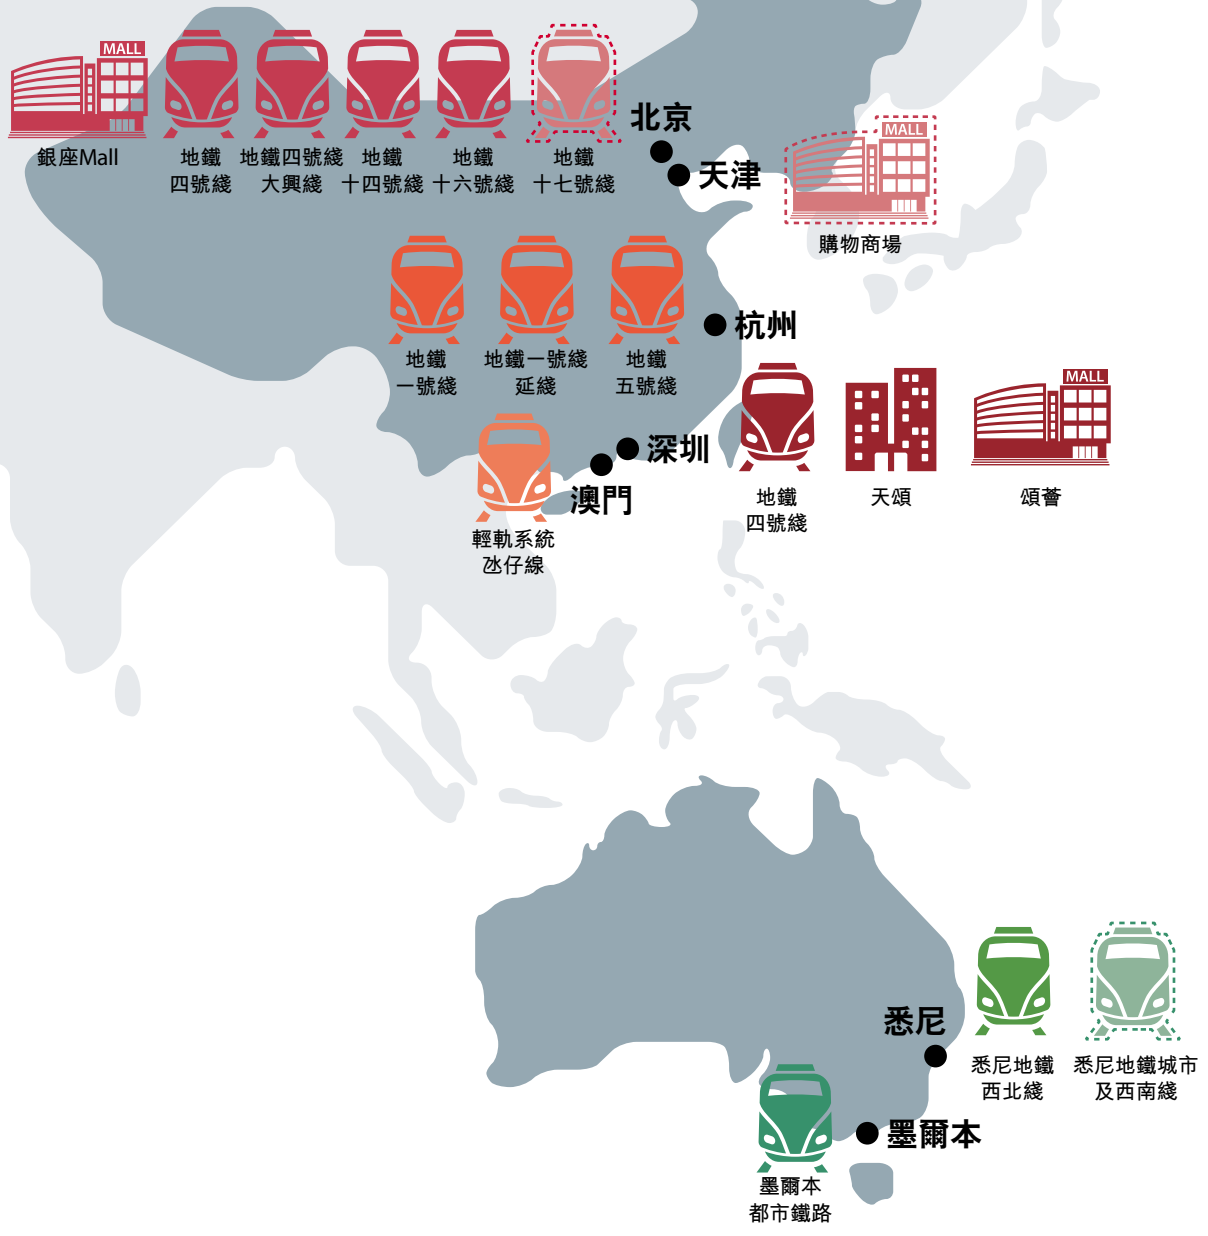 MALL
銀座Mall
地鐵
四號綫
地鐵四號綫
大興綫
地鐵
十四號綫
地鐵
十六號綫
地鐵
十七號綫
北京
天津
MALL
購物商場
地鐵
一號綫
地鐵一號綫
延綫
地鐵
五號綫
杭州
輕軌系統
氹仔線
澳門
深圳
地鐵
四號綫
天頌
MALL
頌薈
悉尼
悉尼地鐵
西北綫
悉尼地鐵城市
及西南綫
墨爾本
墨爾本
都市鐵路